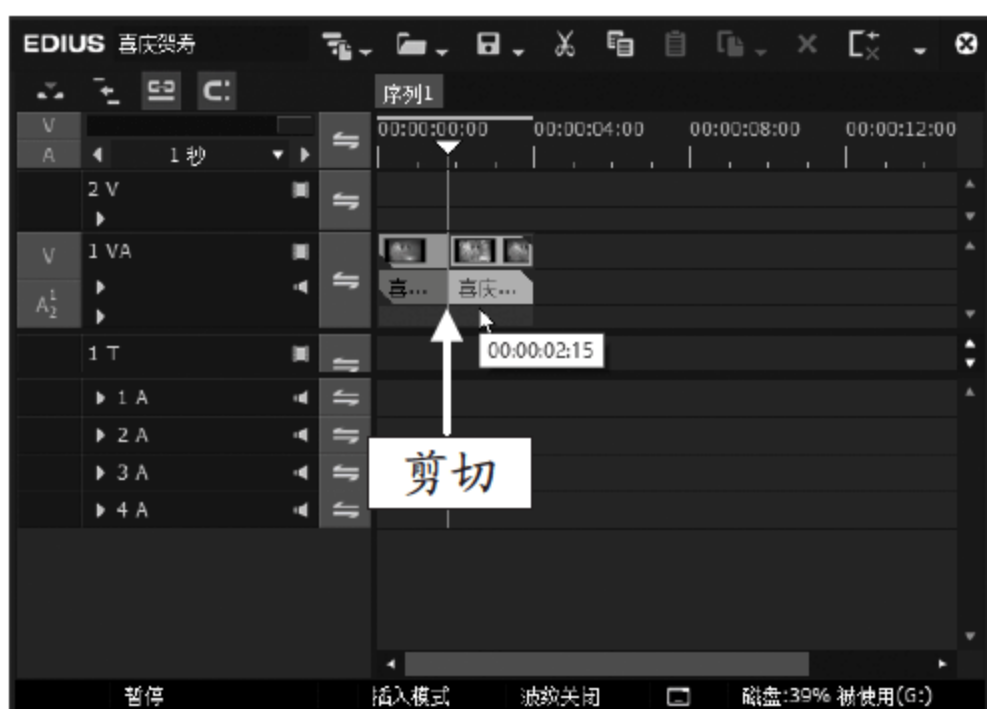 EDIUS 喜庆贺寿
序列1
V
A
1秒
00:00:00:00 00:00:04:00 00:00:08:00 00:00:12:00
2 V
V
1 VA
A12
喜... 喜庆...
00:00:02:15
1 T
1 A
2 A
3 A
4 A
剪切
暂停 插入模式 波纹关闭 磁盘:39% 被使用(G:)